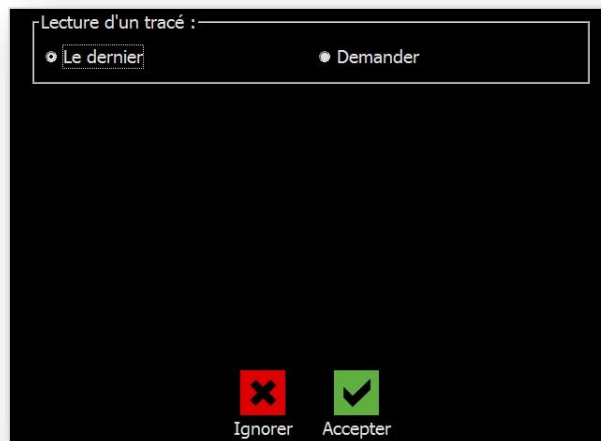 Lecture d'un tracé :
Le dernier Demander
Ignorer Accepter